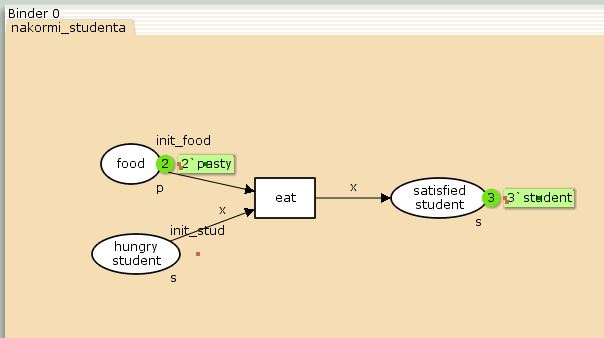 Binder 0
nakormi_studenta
init_food
food
2
2`pasty
p
eat
x
satisfied
student
3
3`student
s
x
init_stud
hungry
student
s